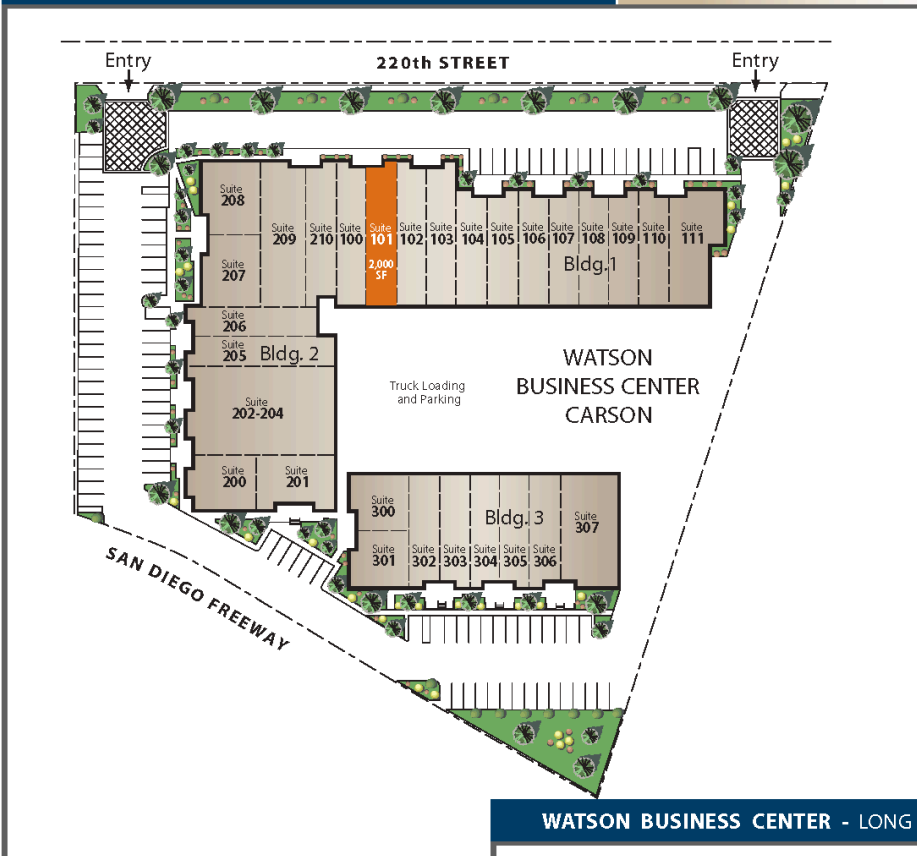 Entry
220th STREET
Entry
Suite
208
Suite
209
Suite
210
Suite
100
Suite
101
2,000
SF
Suite
102
Suite
103
Suite
104
Suite
105
Suite
106
Suite
107
Suite
108
Suite
109
Suite
110
Suite
111
Bldg.1
Suite
207
Suite
206
Suite
205
Bldg. 2
Suite
202-204
Suite
200
Suite
201
Truck Loading
and Parking
WATSON
BUSINESS CENTER
CARSON
Suite
300
Suite
301
Suite
302
Suite
303
Suite
304
Suite
305
Suite
306
Bldg. 3
Suite
307
SAN DIEGO FREEWAY
WATSON BUSINESS CENTER - LONG